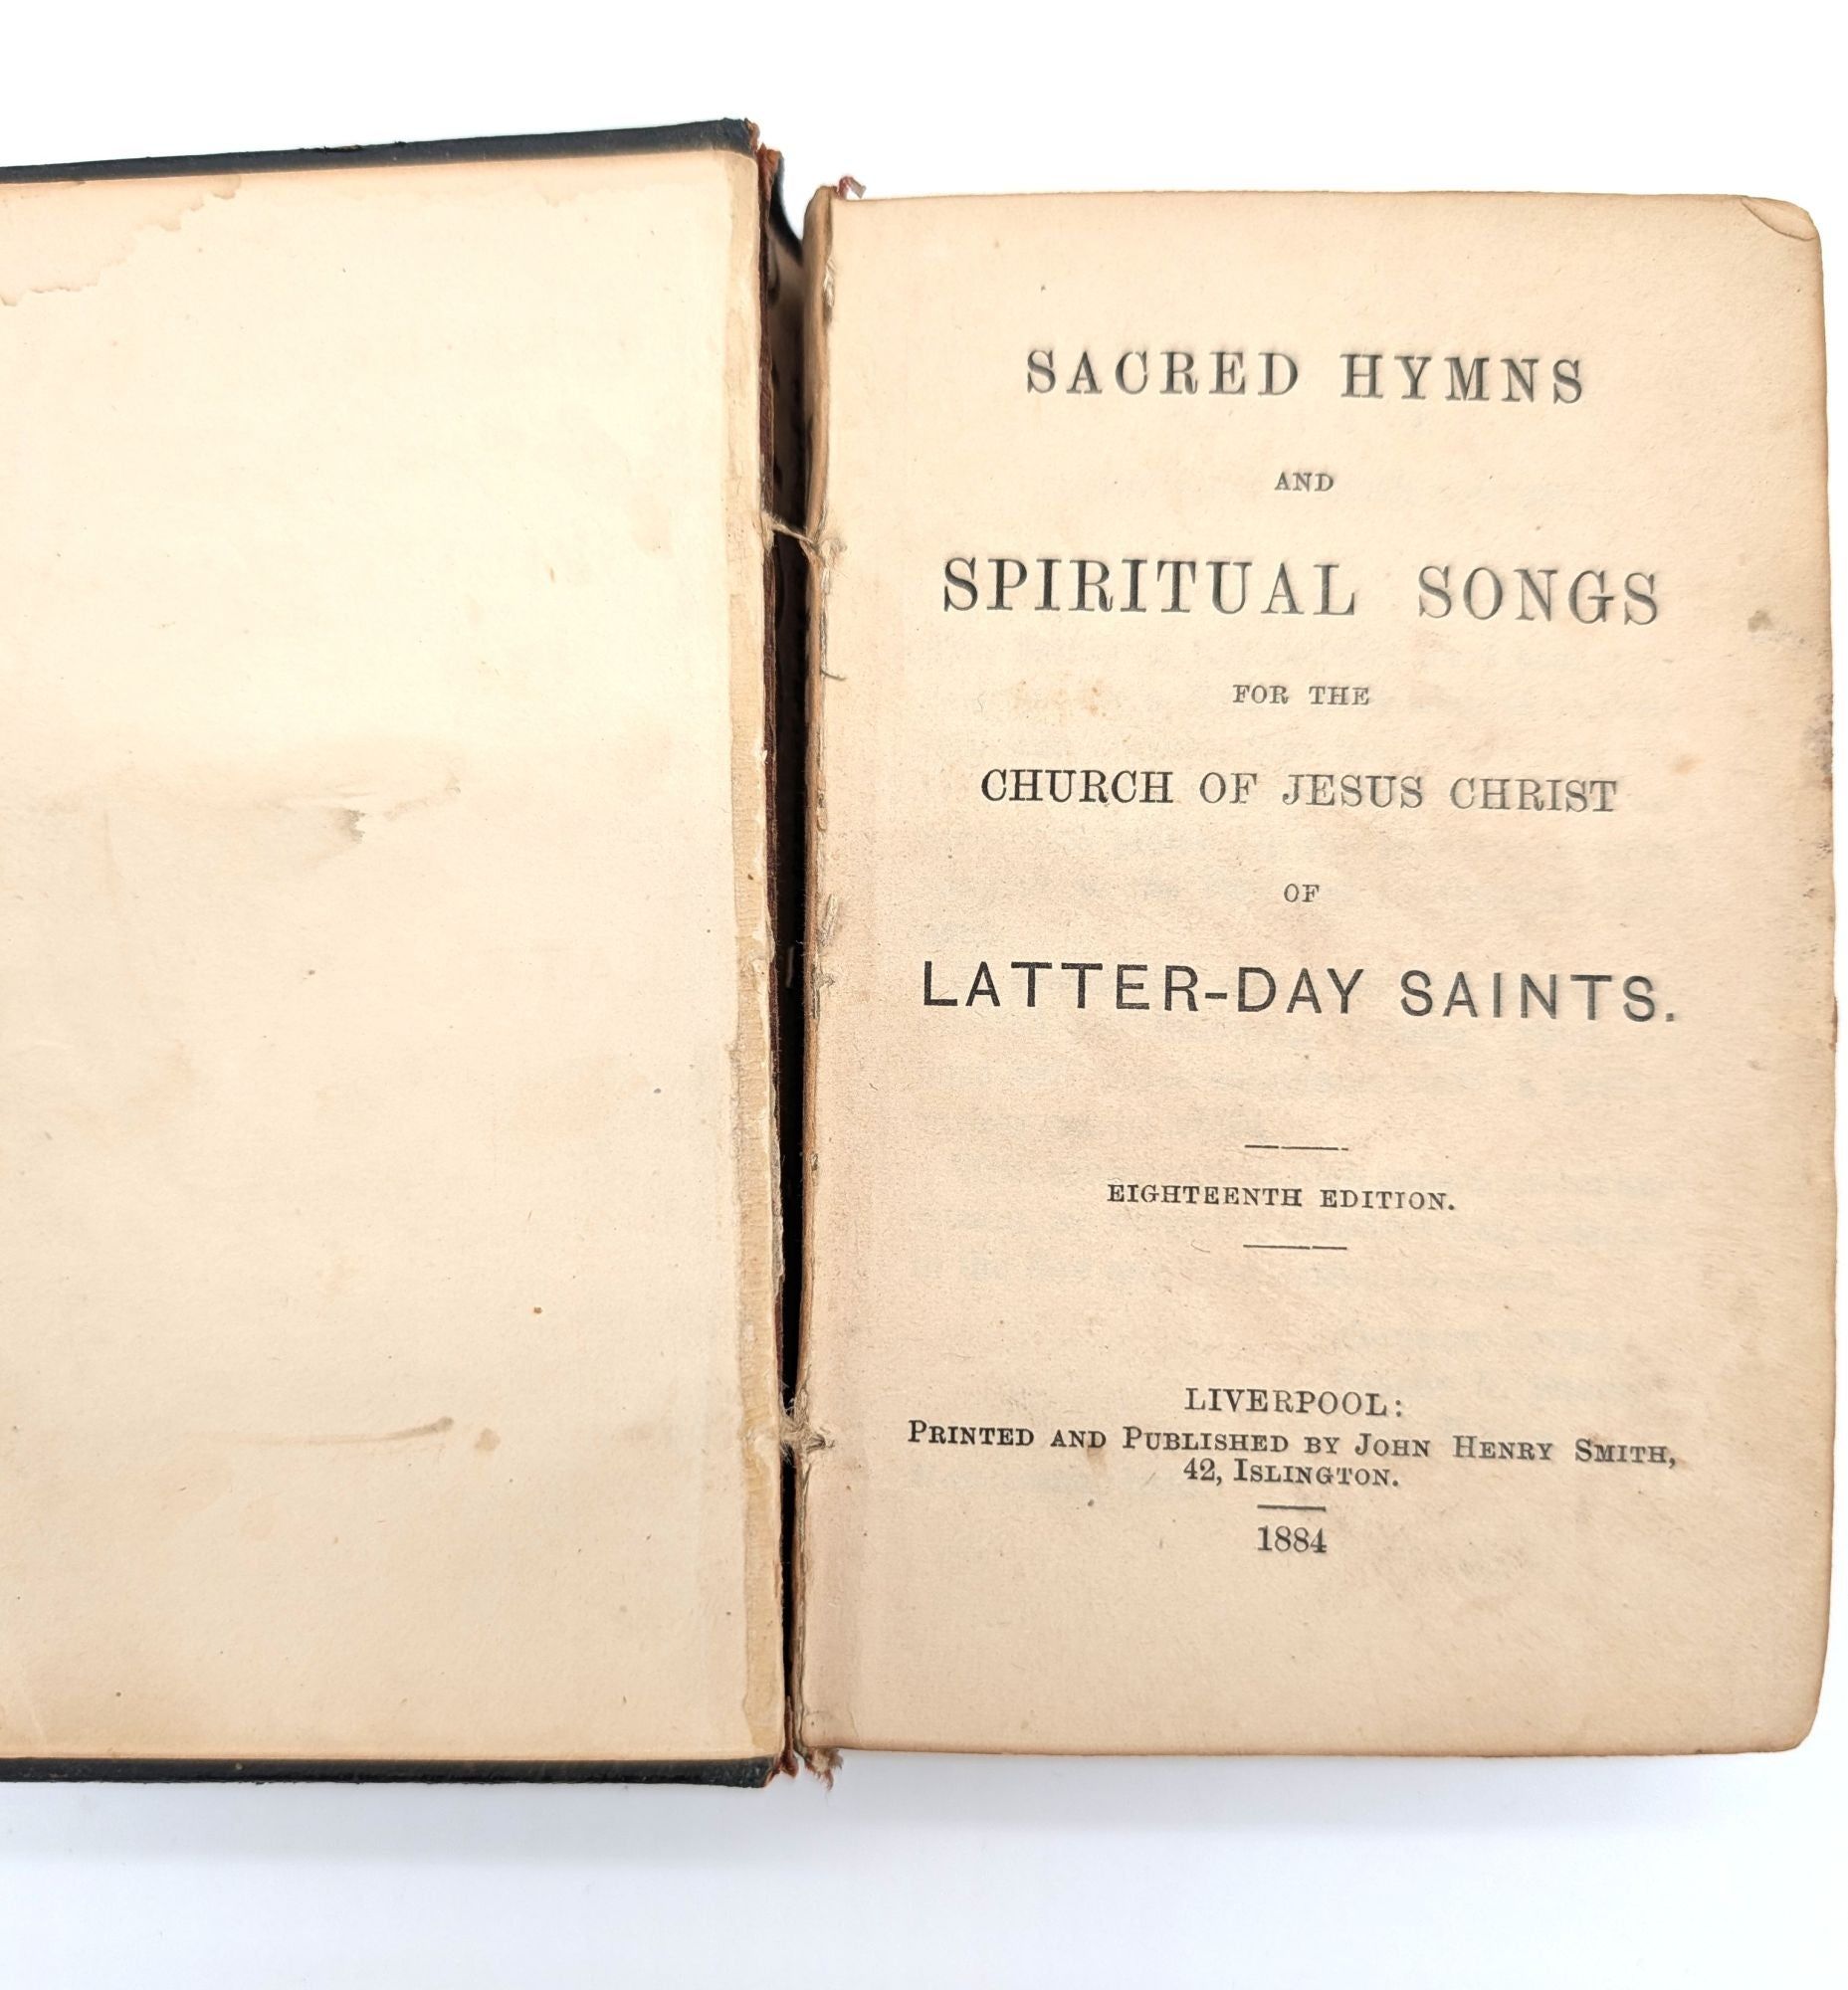 SACRED HYMNS
AND
SPIRITUAL SONGS
FOR THE
CHURCH OF JESUS CHRIST
OF
LATTER-DAY SAINTS.
EIGHTEENTH EDITION.
LIVERPOOL:
PRINTED AND PUBLISHED BY JOHN HENRY SMITH,
42, ISLINGTON.
1884